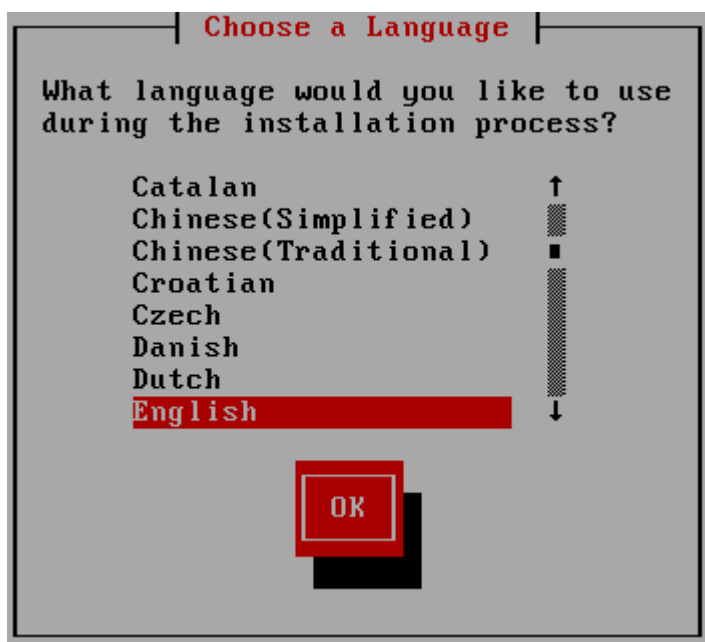 Choose a Language
What language would you like to use
during the installation process?
Catalan
Chinese(Simplified)
Chinese(Traditional)
Croatian
Czech
Danish
Dutch
English
OK